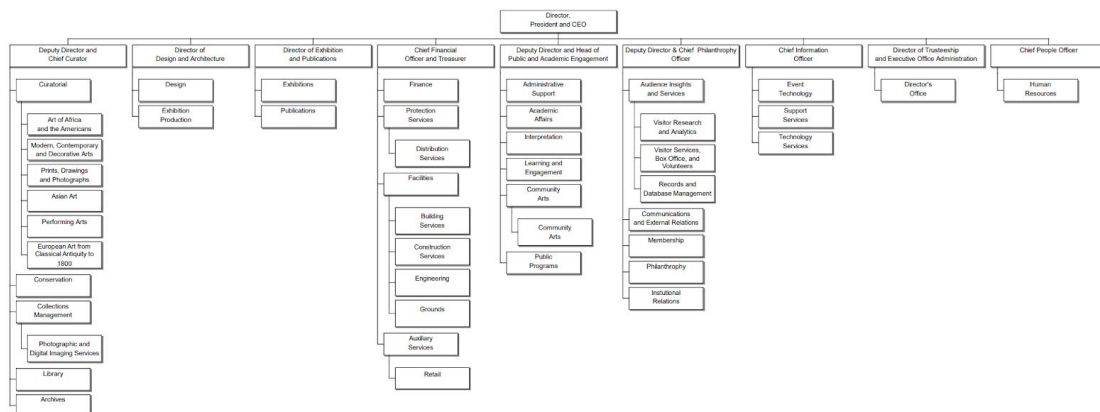 Director,
President and CEO
Deputy Director and
Chief Curator
Director of
Design and Architecture
Director of Exhibition
and Publications
Chief Financial
Officer and Treasurer
Deputy Director and Head of
Public and Academic Engagement
Deputy Director & Chief Philanthropy
Officer
Chief Information
Officer
Director of Trusteeship
and Executive Office Administration
Chief People Officer
Curatorial
Art of Africa
and the Americans
Modern, Contemporary
and Decorative Arts
Prints, Drawings
and Photographs
Asian Art
Performing Arts
European Art from
Classical Antiquity to
1800
Conservation
Collections
Management
Photographic and
Digital Imaging Services
Library
Archives
Design
Exhibition
Production
Exhibitions
Publications
Finance
Protection
Services
Distribution
Services
Facilities
Building
Services
Construction
Services
Engineering
Grounds
Auxiliary
Services
Retail
Administrative
Support
Academic
Affairs
Interpretation
Learning and
Engagement
Community
Arts
Community
Arts
Public
Programs
Audience Insights
and Services
Visitor Research
and Analytics
Visitor Services,
Box Office, and
Volunteers
Records and
Database Management
Communications
and External Relations
Membership
Philanthropy
Instutional
Relations
Event
Technology
Support
Services
Technology
Services
Director's
Office
Human
Resources